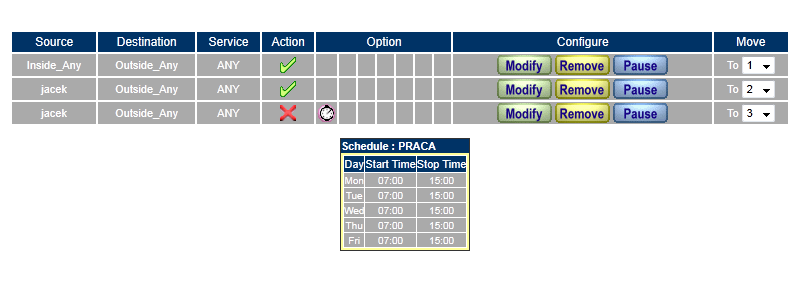 Source Destination Service Action Option Configure Move
Inside_Any Outside_Any ANY Modify Remove Pause To 1
jacek Outside_Any ANY Modify Remove Pause To 2
jacek Outside_Any ANY Modify Remove Pause To 3
Schedule : PRACA
Day Start Time Stop Time
Mon 07:00 15:00
Tue 07:00 15:00
Wed 07:00 15:00
Thu 07:00 15:00
Fri 07:00 15:00